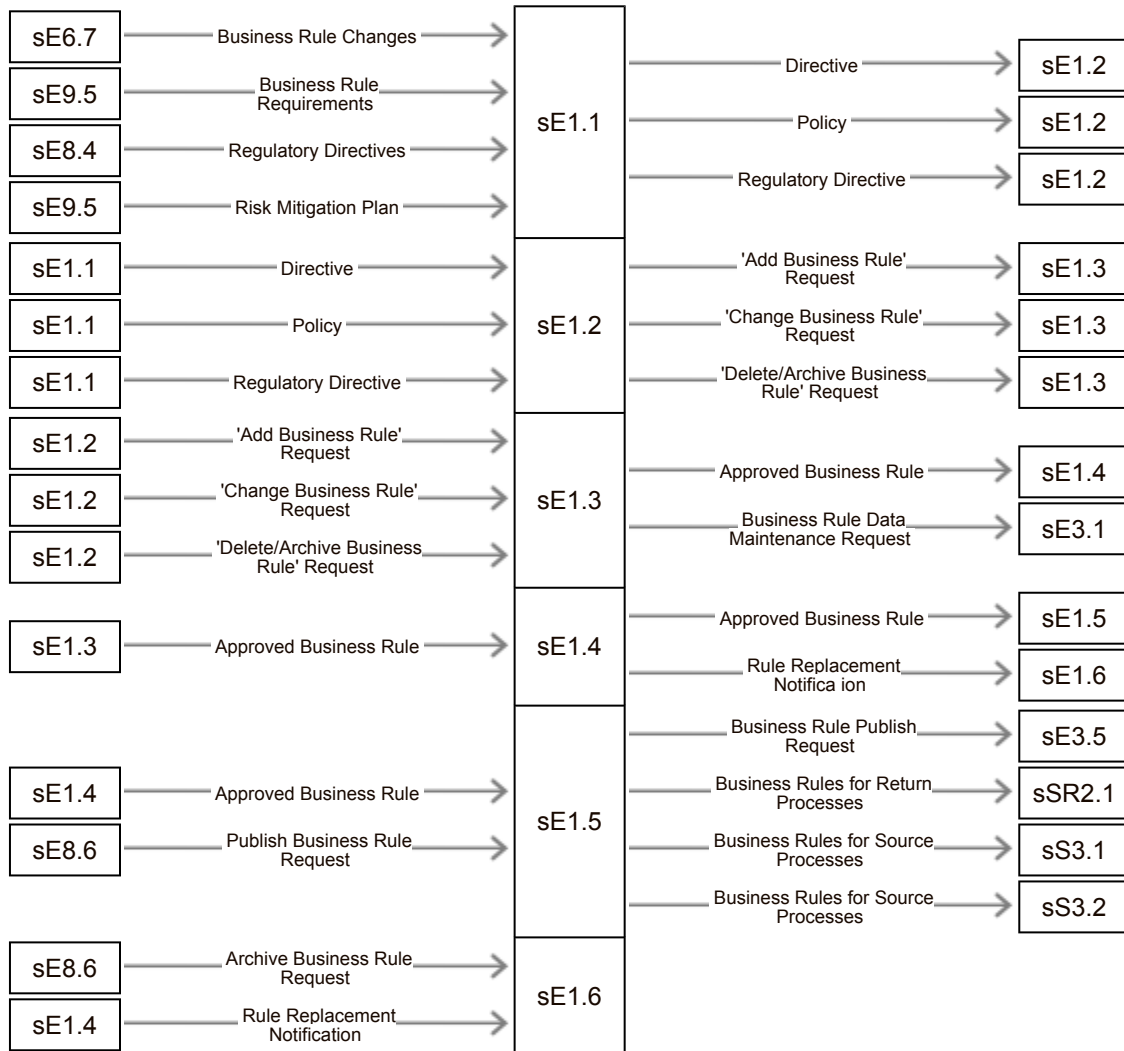 sE6.7
Business Rule Changes
sE9.5
Business Rule
Requirements
sE8.4
Regulatory Directives
sE9.5
Risk Mitigation Plan
sE1.1
Directive
sE1.2
Policy
sE1.2
Regulatory Directive
sE1.2
sE1.1
Directive
sE1.1
Policy
sE1.1
Regulatory Directive
sE1.2
'Add Business Rule'
Request
sE1.3
'Change Business Rule'
Request
sE1.3
'Delete/Archive Business
Rule' Request
sE1.3
sE1.2
'Add Business Rule'
Request
sE1.2
'Change Business Rule'
Request
sE1.2
'Delete/Archive Business
Rule' Request
sE1.3
Approved Business Rule
sE1.4
Business Rule Data
Maintenance Request
sE3.1
sE1.3
Approved Business Rule
sE1.4
Approved Business Rule
sE1.5
Rule Replacement
Notifica ion
sE1.6
sE1.4
Approved Business Rule
sE8.6
Publish Business Rule
Request
sE1.5
Business Rule Publish
Request
sE3.5
Business Rules for Return
Processes
sSR2.1
Business Rules for Source
Processes
sS3.1
Business Rules for Source
Processes
sS3.2
sE8.6
Archive Business Rule
Request
sE1.4
Rule Replacement
Notification
sE1.6